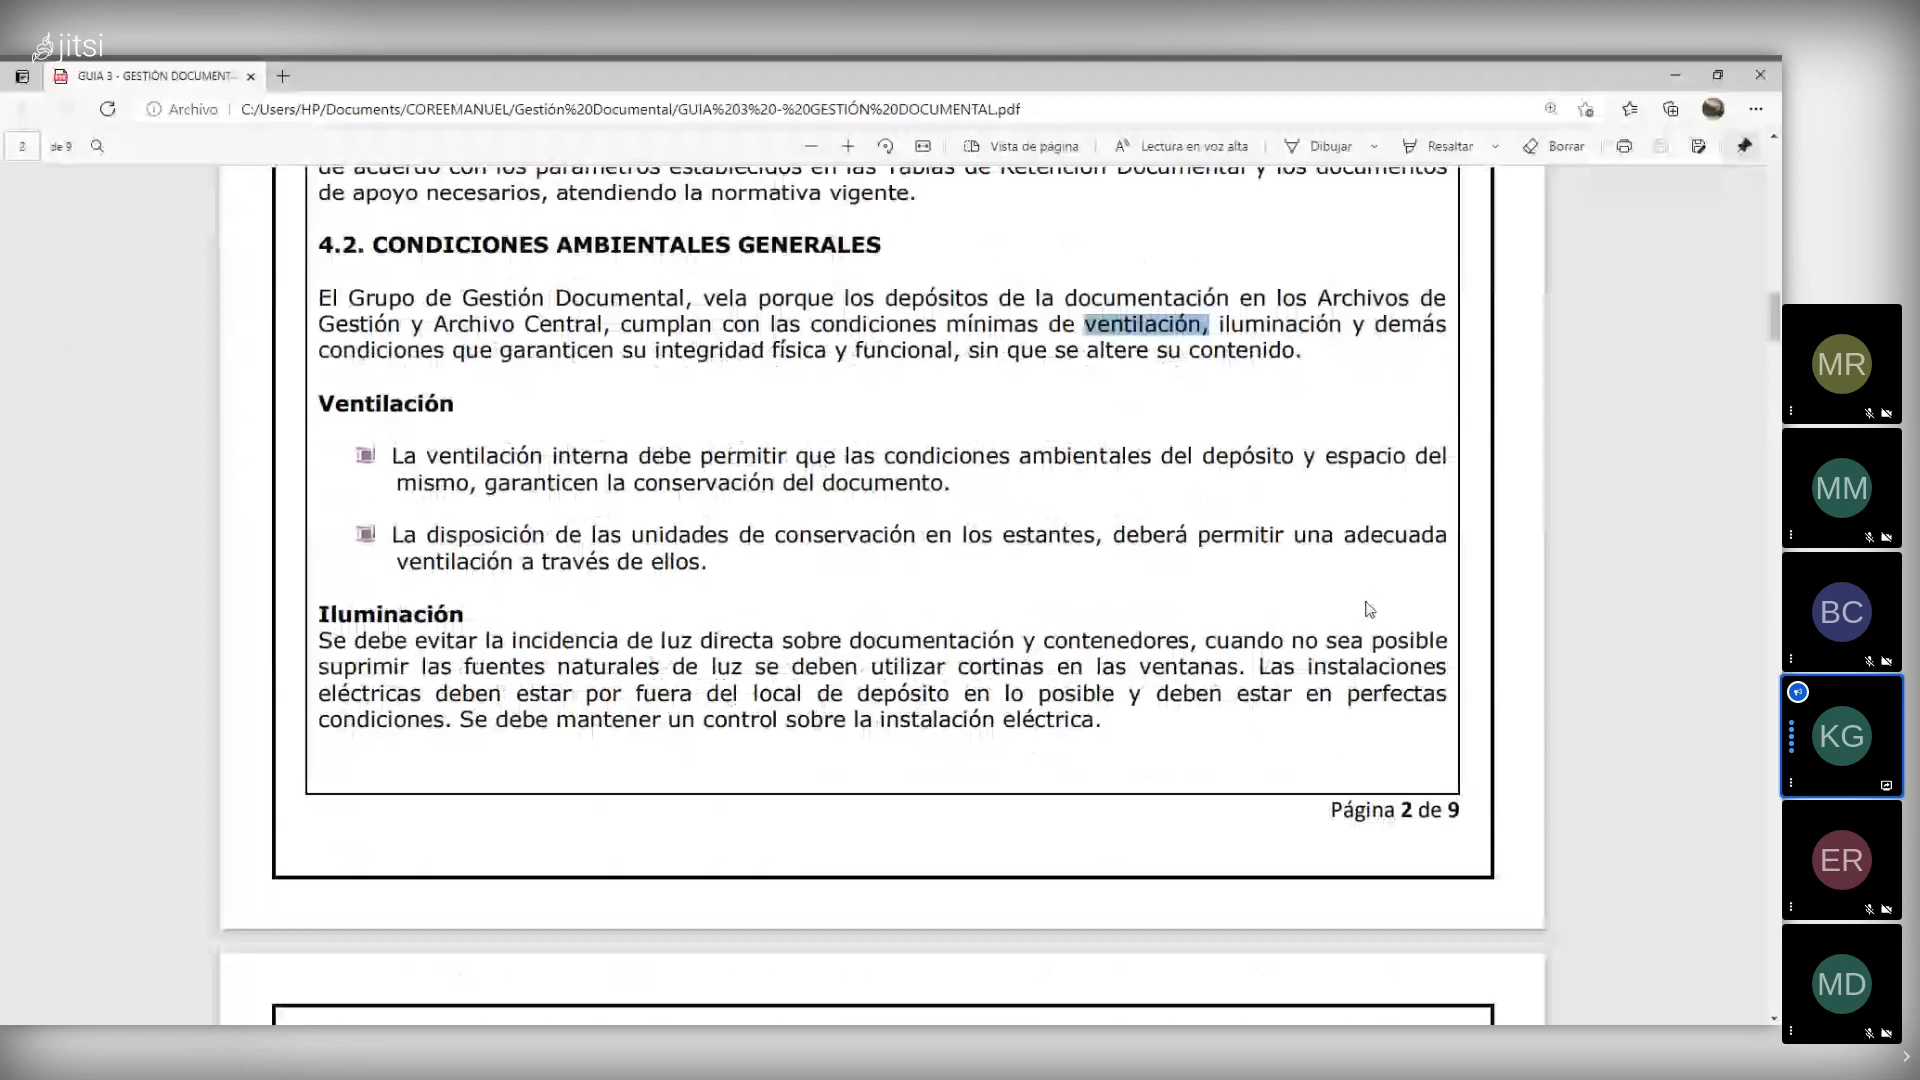 jitsi
GUIA 3 - GESTIÓN DOCUMENT
Archivo C:/Users/HP/Documents/COREEMANUEL/Gestión%20Documental/GUIA%203%20-%20GESTIÓN%20DOCUMENTAL.pdf
2 de 9 Vista de página Lectura en voz alta Dibujar Resaltar Borrar
de acuerdo con los parámetros establecidos en las Tablas de Retención Documental y los documentos
de apoyo necesarios, atendiendo la normativa vigente.
4.2. CONDICIONES AMBIENTALES GENERALES
El Grupo de Gestión Documental, vela porque los depósitos de la documentación en los Archivos de
Gestión y Archivo Central, cumplan con las condiciones mínimas de ventilación, iluminación y demás
condiciones que garanticen su integridad física y funcional, sin que se altere su contenido.
Ventilación
La ventilación interna debe permitir que las condiciones ambientales del depósito y espacio del
mismo, garanticen la conservación del documento.
La disposición de las unidades de conservación en los estantes, deberá permitir una adecuada
ventilación a través de ellos.
Iluminación
Se debe evitar la incidencia de luz directa sobre documentación y contenedores, cuando no sea posible
suprimir las fuentes naturales de luz se deben utilizar cortinas en las ventanas. Las instalaciones
eléctricas deben estar por fuera del local de depósito en lo posible y deben estar en perfectas
condiciones. Se debe mantener un control sobre la instalación eléctrica.
Página 2 de 9
MR
MM
BC
KG
ER
MD